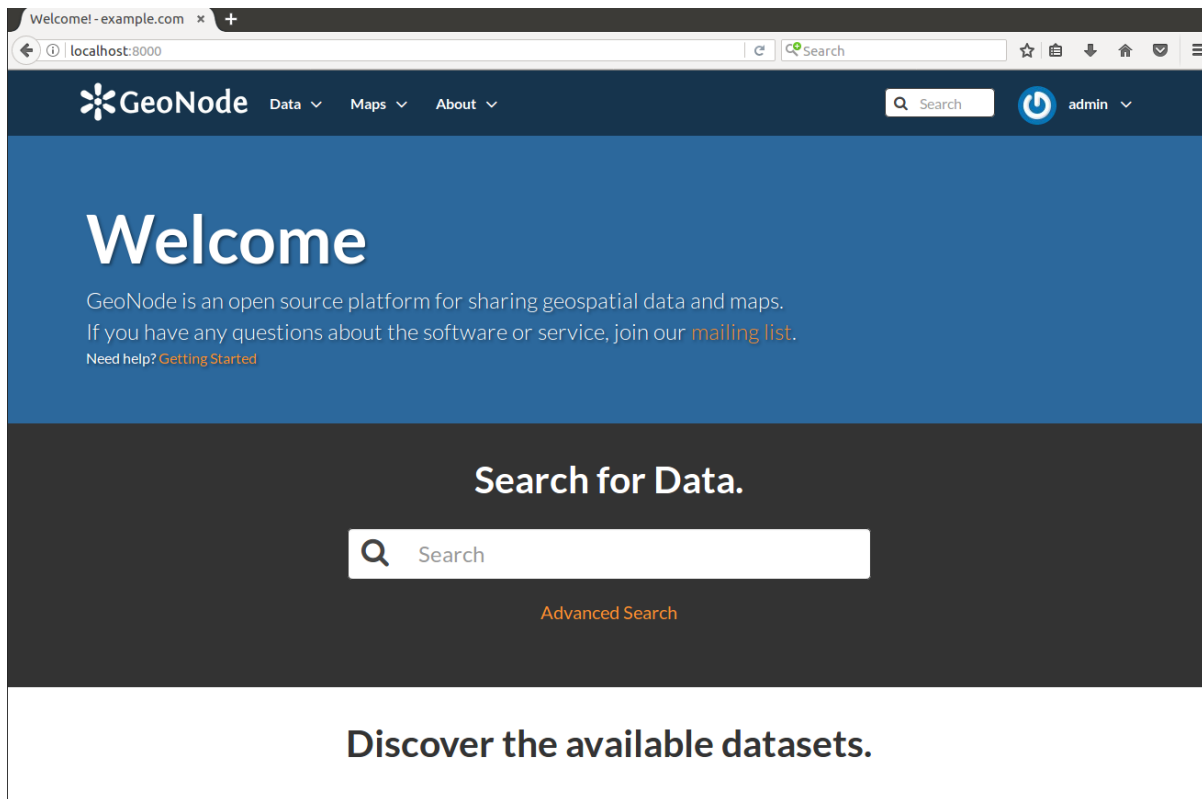 Welcome! - example.com × +
localhost:8000
Search
GeoNode Data Maps About
Search
admin
Welcome
GeoNode is an open source platform for sharing geospatial data and maps.
If you have any questions about the software or service, join our mailing list.
Need help? Getting Started
Search for Data.
Search
Advanced Search
Discover the available datasets.